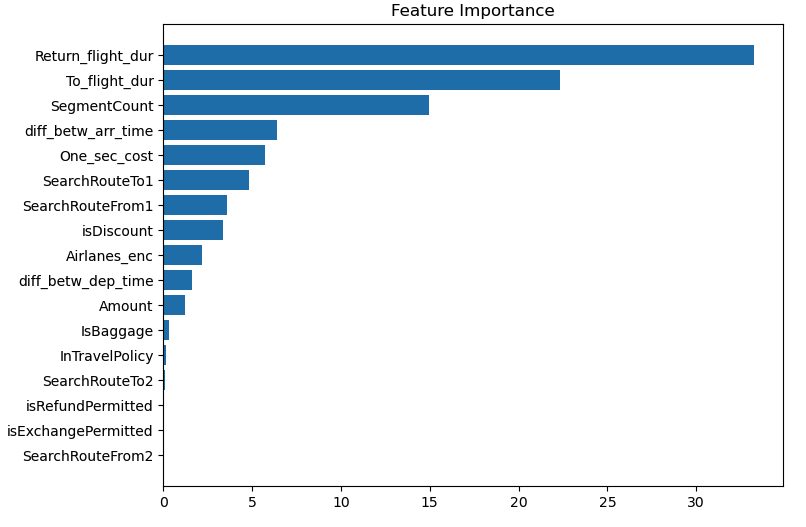 Feature Importance
Return_flight_dur
To_flight_dur
SegmentCount
diff_betw_arr_time
One_sec_cost
SearchRouteTo1
SearchRouteFrom1
isDiscount
Airlanes_enc
diff_betw_dep_time
Amount
IsBaggage
InTravelPolicy
SearchRouteTo2
isRefundPermitted
isExchangePermitted
SearchRouteFrom2
0 5 10 15 20 25 30